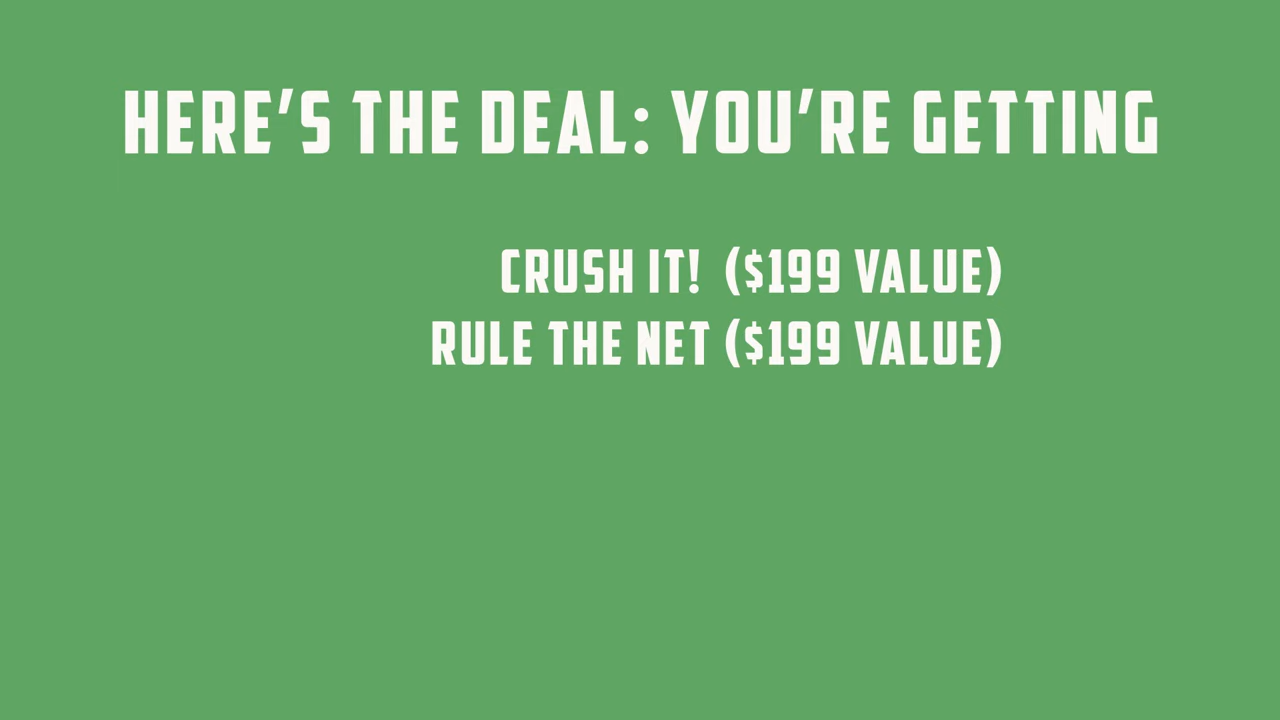 HERE'S THE DEAL: YOU'RE GETTING
CRUSH IT! ($199 VALUE)
RULE THE NET ($199 VALUE)